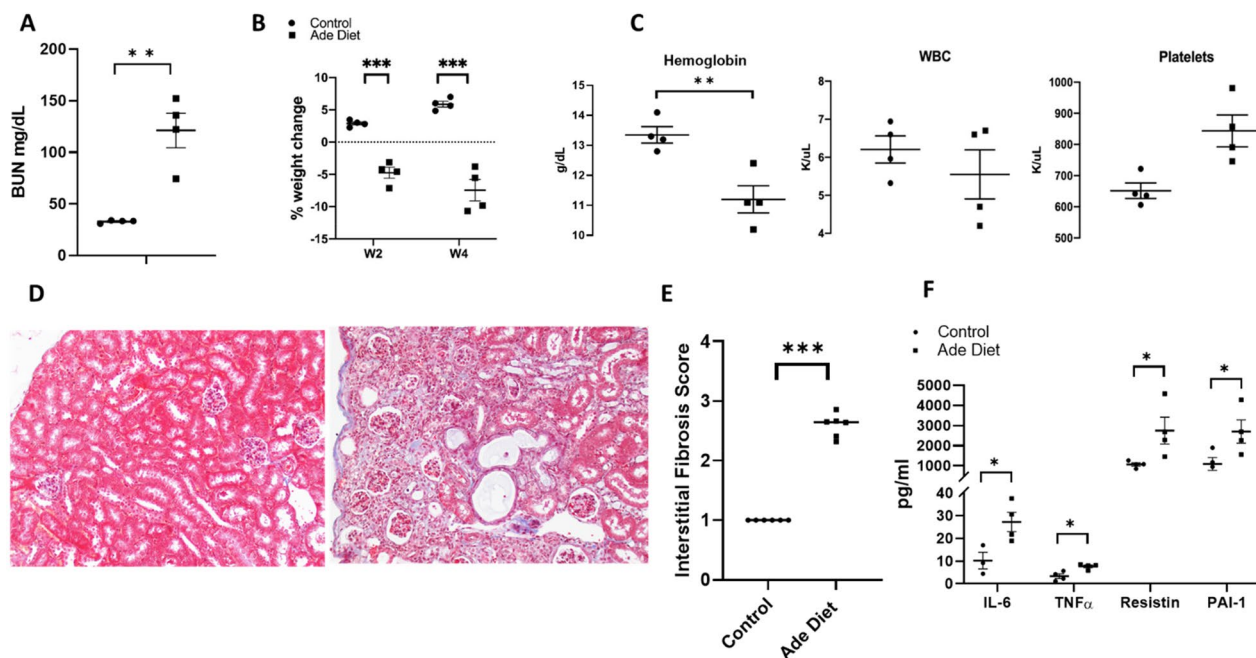 A
BUN mg/dL
200
150
100
50
0
**
B
Control
Ade Diet
% weight change
10
5
0
-5
-10
-15
*** ***
W2 W4
C
Hemoglobin
g/dL
15
14
13
12
11
10
**
WBC
K/uL
8
7
6
5
4
Platelets
K/uL
1000
900
800
700
600
500
D
E
Interstitial Fibrosis Score
4
3
2
1
0
***
Control
Ade Diet
F
Control
Ade Diet
pg/ml
5000
4000
3000
2000
1000
40
30
20
10
0
* * * *
IL-6 TNFα Resistin PAI-1